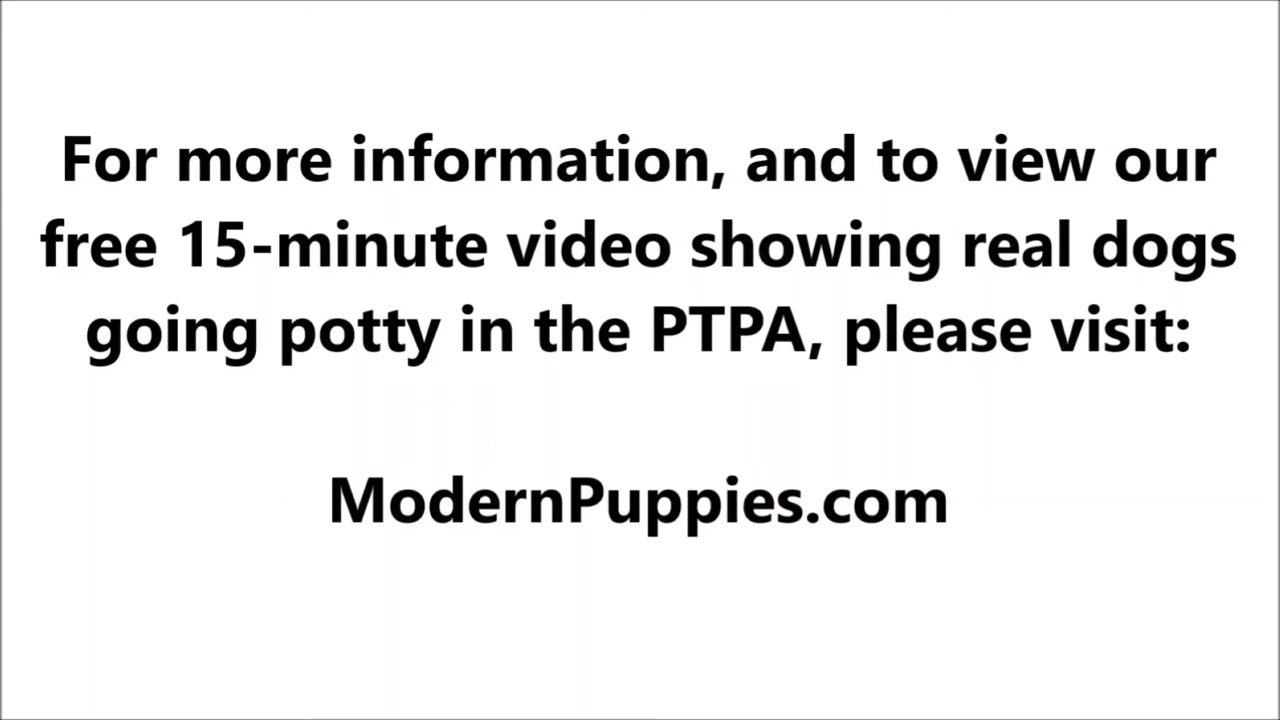 For more information, and to view our
free 15-minute video showing real dogs
going potty in the PTPA, please visit:
ModernPuppies.com